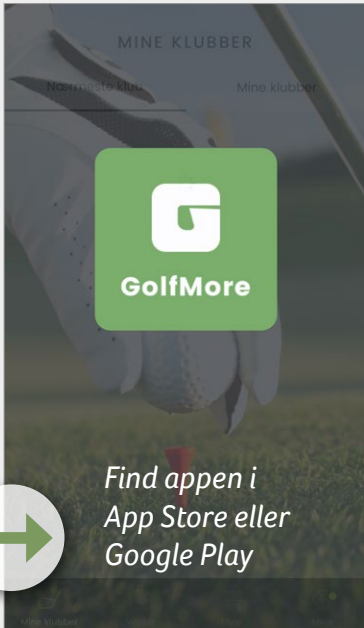 MINE KLUBBER
Nærmeste klub Mine klubber
GolfMore
Find appen i
App Store eller
Google Play
Mine klubber